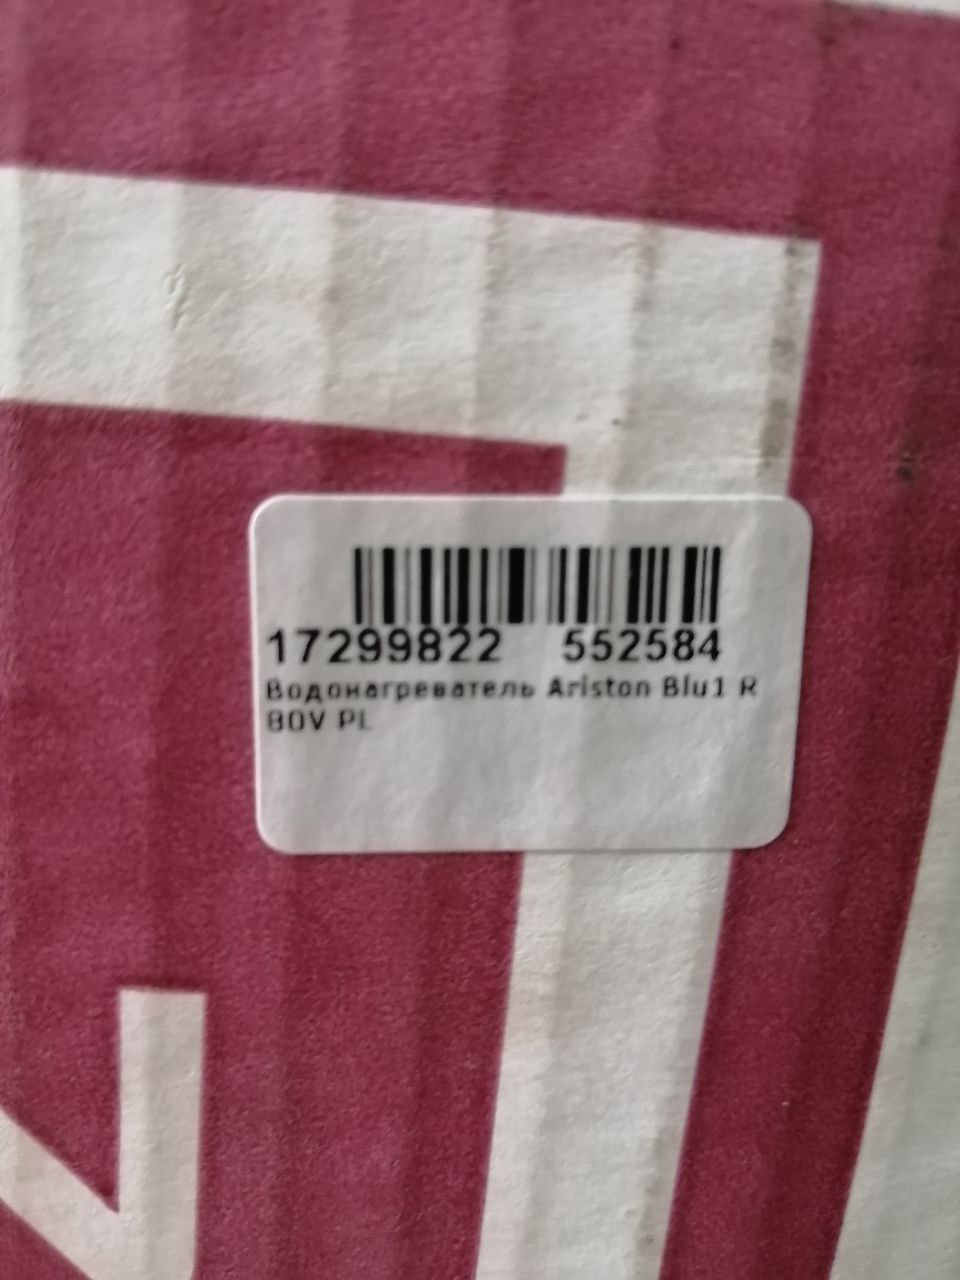 17299822 552584
Водонагреватель Ariston Blu1 R
80V PL